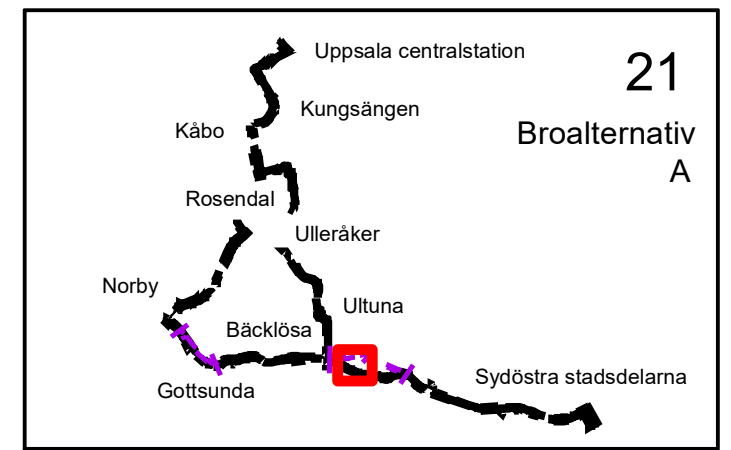 Uppsala centralstation
21
Kungsängen
Kåbo
Broalternativ
A
Rosendal
Ulleråker
Norby
Ultuna
Bäcklösa
Sydöstra stadsdelarna
Gottsunda